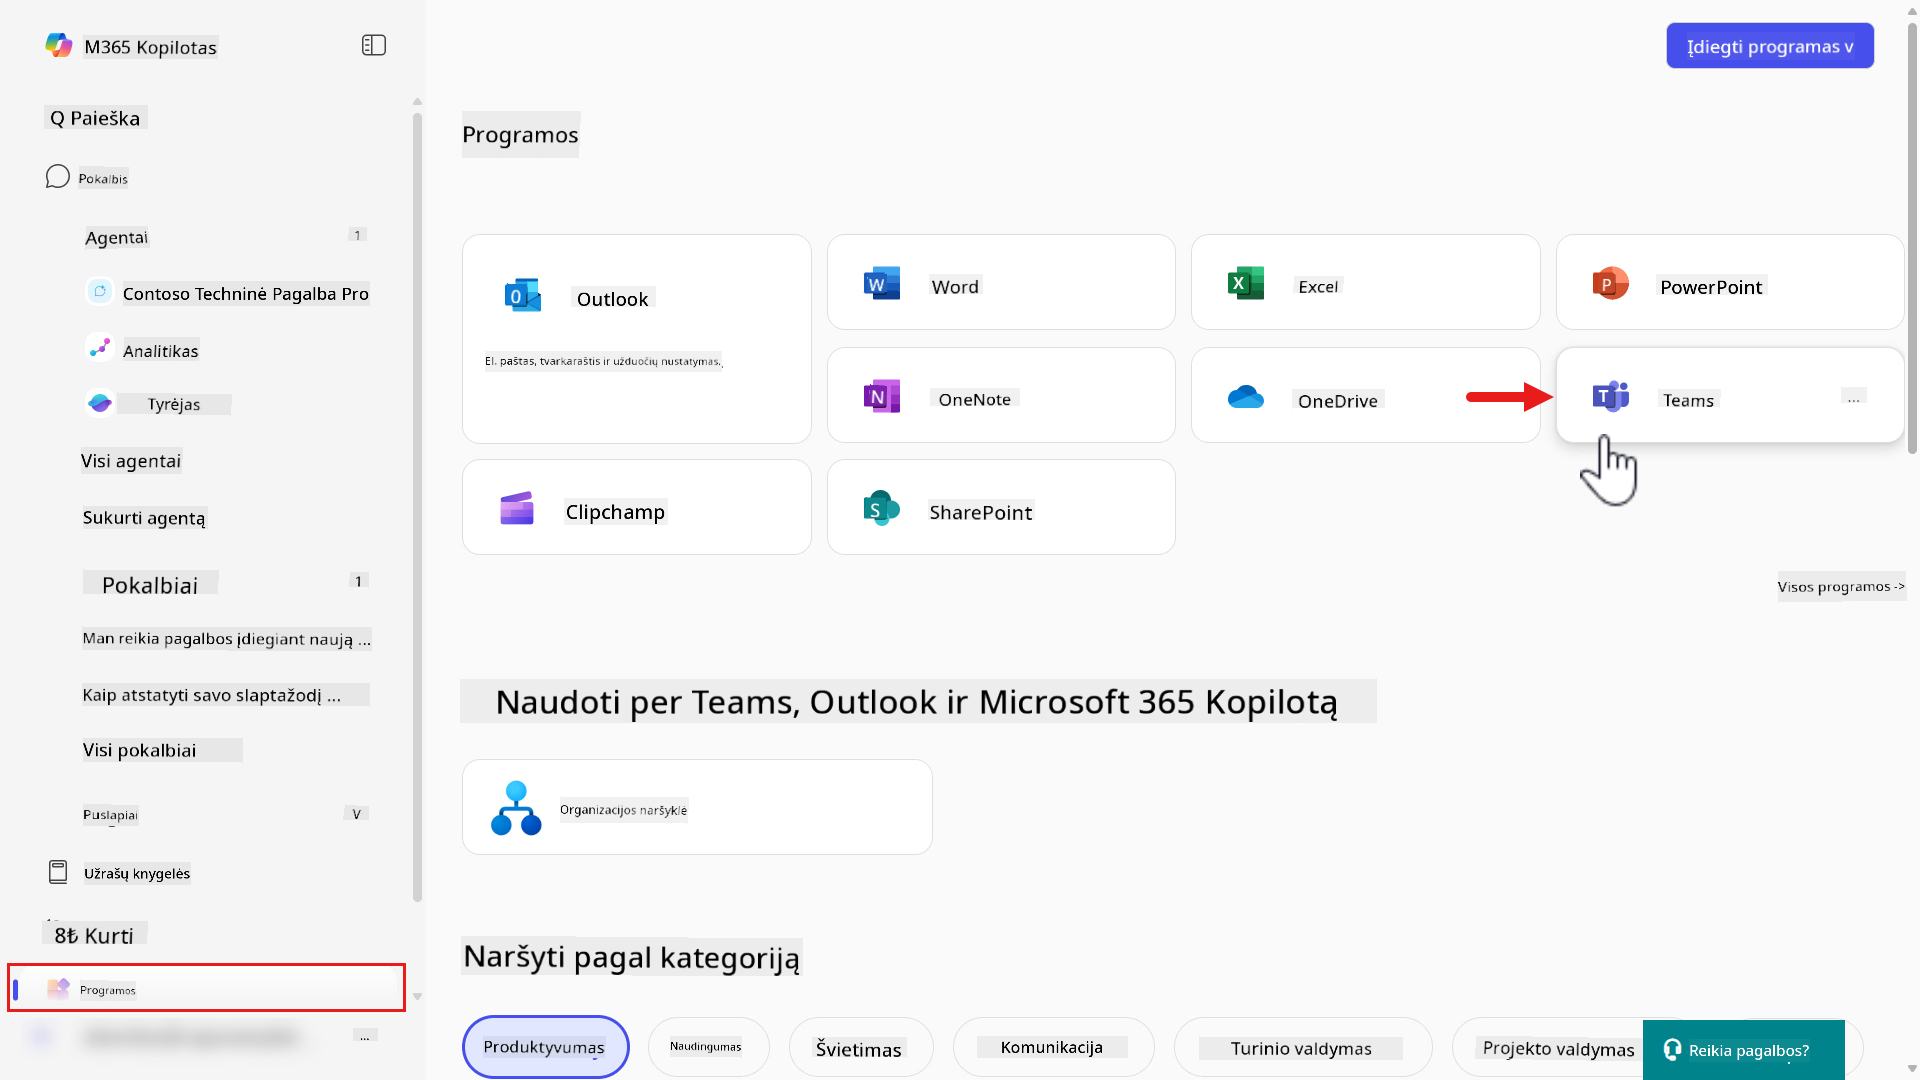 M365 Kopilotas
Q Paieška
Pokalbis
Agentai 1
Contoso Techninė Pagalba Pro
Analitikas
Tyrėjas
Visi agentai
Sukurti agentą
Pokalbiai 1
Man reikia pagalbos įdiegiant naują ...
Kaip atstatyti savo slaptažodį ...
Visi pokalbiai
Puslapiai V
Užrašų knygelės
8₺ Kurti
Programos
...
Įdiegti programas v
Programos
Outlook
El. paštas, tvarkaraštis ir užduočių nustatymas.
Word
Excel
PowerPoint
OneNote
OneDrive
Teams ...
Clipchamp
SharePoint
Visos programos ->
Naudoti per Teams, Outlook ir Microsoft 365 Kopilotą
Organizacijos naršyklė
Naršyti pagal kategoriją
Produktyvumas
Naudingumas
Švietimas
Komunikacija
Turinio valdymas
Projekto valdymas
Reikia pagalbos?